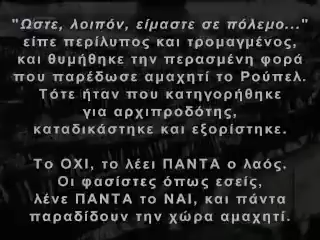 "Ώστε, λοιπόν, είμαστε σε πόλεμο..."
είπε περίλυπος και τρομαγμένος,
και θυμήθηκε την περασμένη φορά
που παρέδωσε αμαχητί το Ρούπελ.
Τότε ήταν που κατηγορήθηκε
για αρχιπροδότης,
καταδικάστηκε και εξορίστηκε.
Το ΟΧΙ, το λέει ΠΑΝΤΑ ο λαός.
Οι φασίστες όπως εσείς,
λένε ΠΑΝΤΑ το ΝΑΙ, και πάντα
παραδίδουν την χώρα αμαχητί.